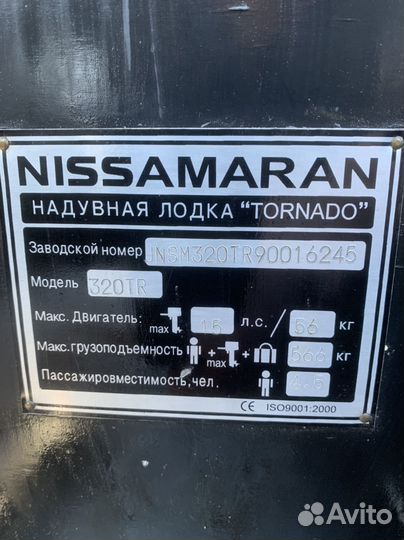 NISSAMARAN
НАДУВНАЯ ЛОДКА "TORNADO"
Заводской номер JNSM320TR90016245
Модель 320TR
Макс. Двигатель: max 15 л.с./ 56 кг
Макс.грузоподъемность + max + 566 кг
Пассажировместимость,чел. 4.5
CE ISO9001:2000
Avito